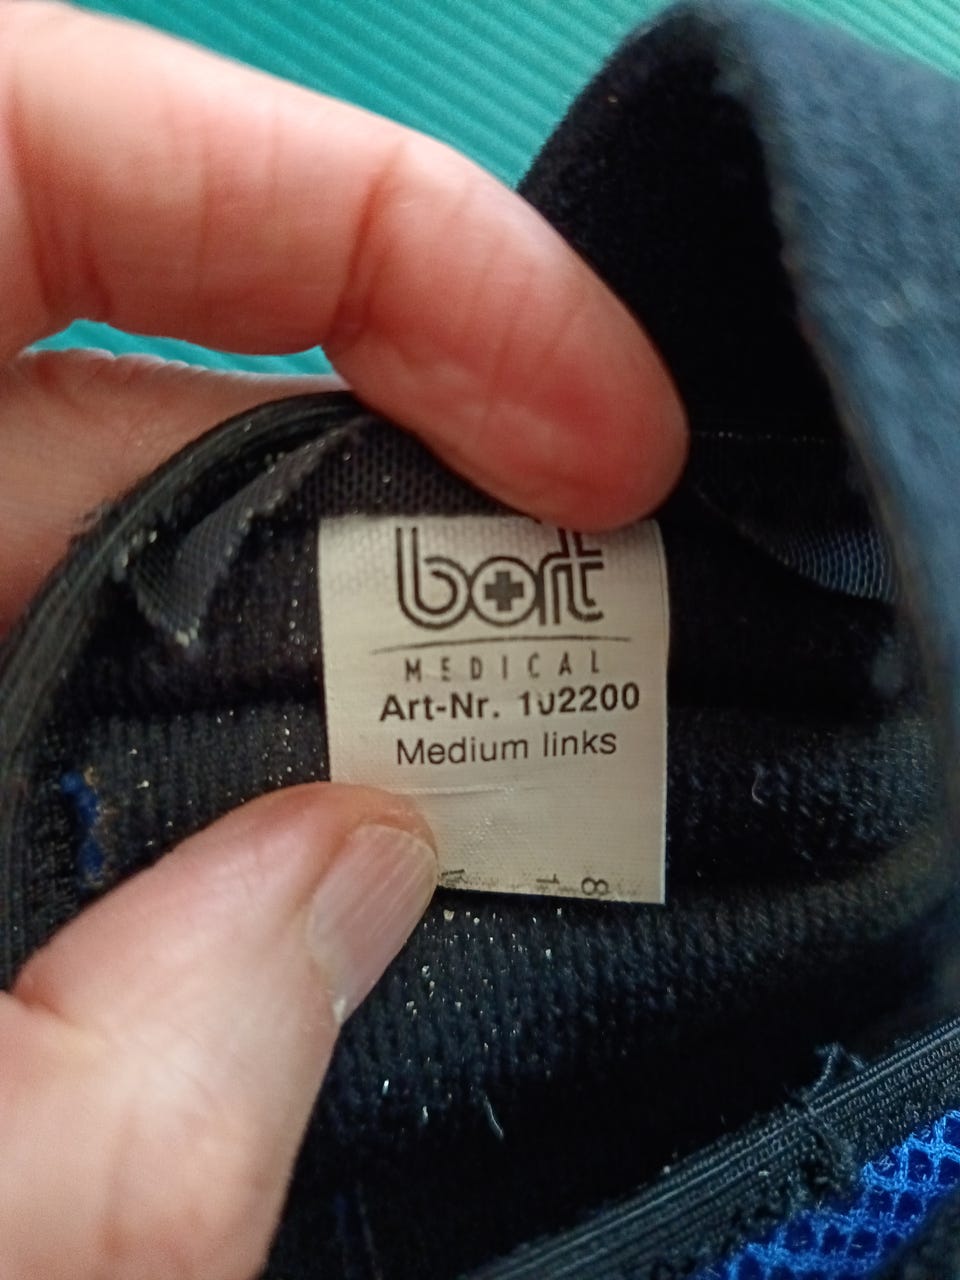 bort
MEDICAL
Art-Nr. 102200
Medium links